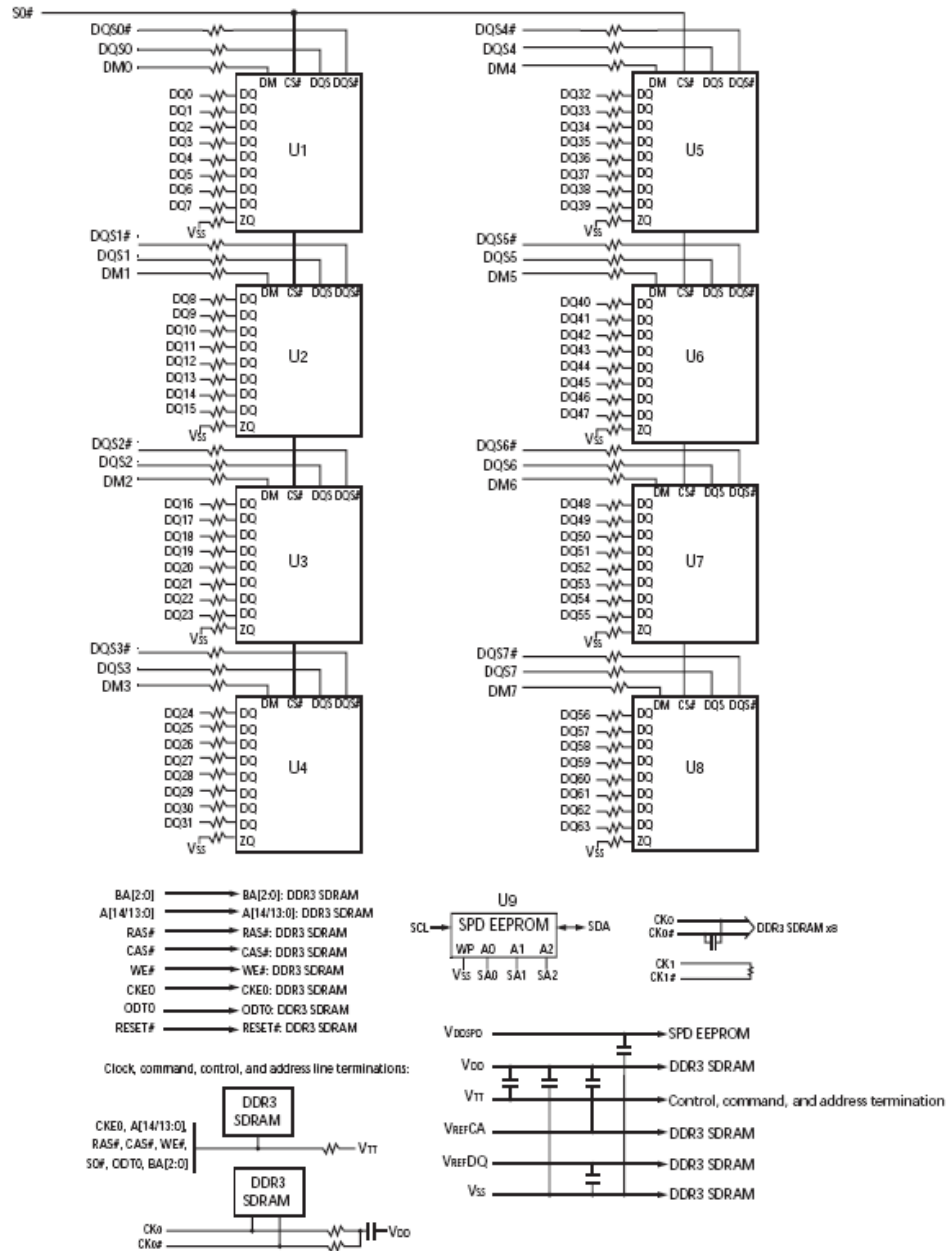 S0#
DQS0#
DQS0
DM0
DM CS# DQS DQS#
DQ0 DQ
DQ1 DQ
DQ2 DQ
DQ3 DQ
DQ4 DQ
DQ5 DQ
DQ6 DQ
DQ7 DQ
Vss ZQ
U1
DQS1#
DQS1
DM1
DM CS# DQS DQS#
DQ8 DQ
DQ9 DQ
DQ10 DQ
DQ11 DQ
DQ12 DQ
DQ13 DQ
DQ14 DQ
DQ15 DQ
Vss ZQ
U2
DQS2#
DQS2
DM2
DM CS# DQS DQS#
DQ16 DQ
DQ17 DQ
DQ18 DQ
DQ19 DQ
DQ20 DQ
DQ21 DQ
DQ22 DQ
DQ23 DQ
Vss ZQ
U3
DQS3#
DQS3
DM3
DM CS# DQS DQS#
DQ24 DQ
DQ25 DQ
DQ26 DQ
DQ27 DQ
DQ28 DQ
DQ29 DQ
DQ30 DQ
DQ31 DQ
Vss ZQ
U4
DQS4#
DQS4
DM4
DM CS# DQS DQS#
DQ32 DQ
DQ33 DQ
DQ34 DQ
DQ35 DQ
DQ36 DQ
DQ37 DQ
DQ38 DQ
DQ39 DQ
Vss ZQ
U5
DQS5#
DQS5
DM5
DM CS# DQS DQS#
DQ40 DQ
DQ41 DQ
DQ42 DQ
DQ43 DQ
DQ44 DQ
DQ45 DQ
DQ46 DQ
DQ47 DQ
Vss ZQ
U6
DQS6#
DQS6
DM6
DM CS# DQS DQS#
DQ48 DQ
DQ49 DQ
DQ50 DQ
DQ51 DQ
DQ52 DQ
DQ53 DQ
DQ54 DQ
DQ55 DQ
Vss ZQ
U7
DQS7#
DQS7
DM7
DM CS# DQS DQS#
DQ56 DQ
DQ57 DQ
DQ58 DQ
DQ59 DQ
DQ60 DQ
DQ61 DQ
DQ62 DQ
DQ63 DQ
Vss ZQ
U8
BA[2:0] BA[2:0]: DDR3 SDRAM
A[14/13:0] A[14/13:0]: DDR3 SDRAM
RAS# RAS#: DDR3 SDRAM
CAS# CAS#: DDR3 SDRAM
WE# WE#: DDR3 SDRAM
CKE0 CKE0: DDR3 SDRAM
ODT0 ODT0: DDR3 SDRAM
RESET# RESET#: DDR3 SDRAM
U9
SCL SPD EEPROM SDA
WP A0 A1 A2
Vss SA0 SA1 SA2
CK0
CK0#
DDR3 SDRAM x8
CK1
CK1#
Clock, command, control, and address line terminations:
DDR3
SDRAM
CKE0, A[14/13:0],
RAS#, CAS#, WE#,
S0#, ODT0, BA[2:0]
VTT
DDR3
SDRAM
CK0
CK0#
VDD
VDDSPD SPD EEPROM
VDD DDR3 SDRAM
VTT Control, command, and address termination
VREFCA DDR3 SDRAM
VREFDQ DDR3 SDRAM
Vss DDR3 SDRAM